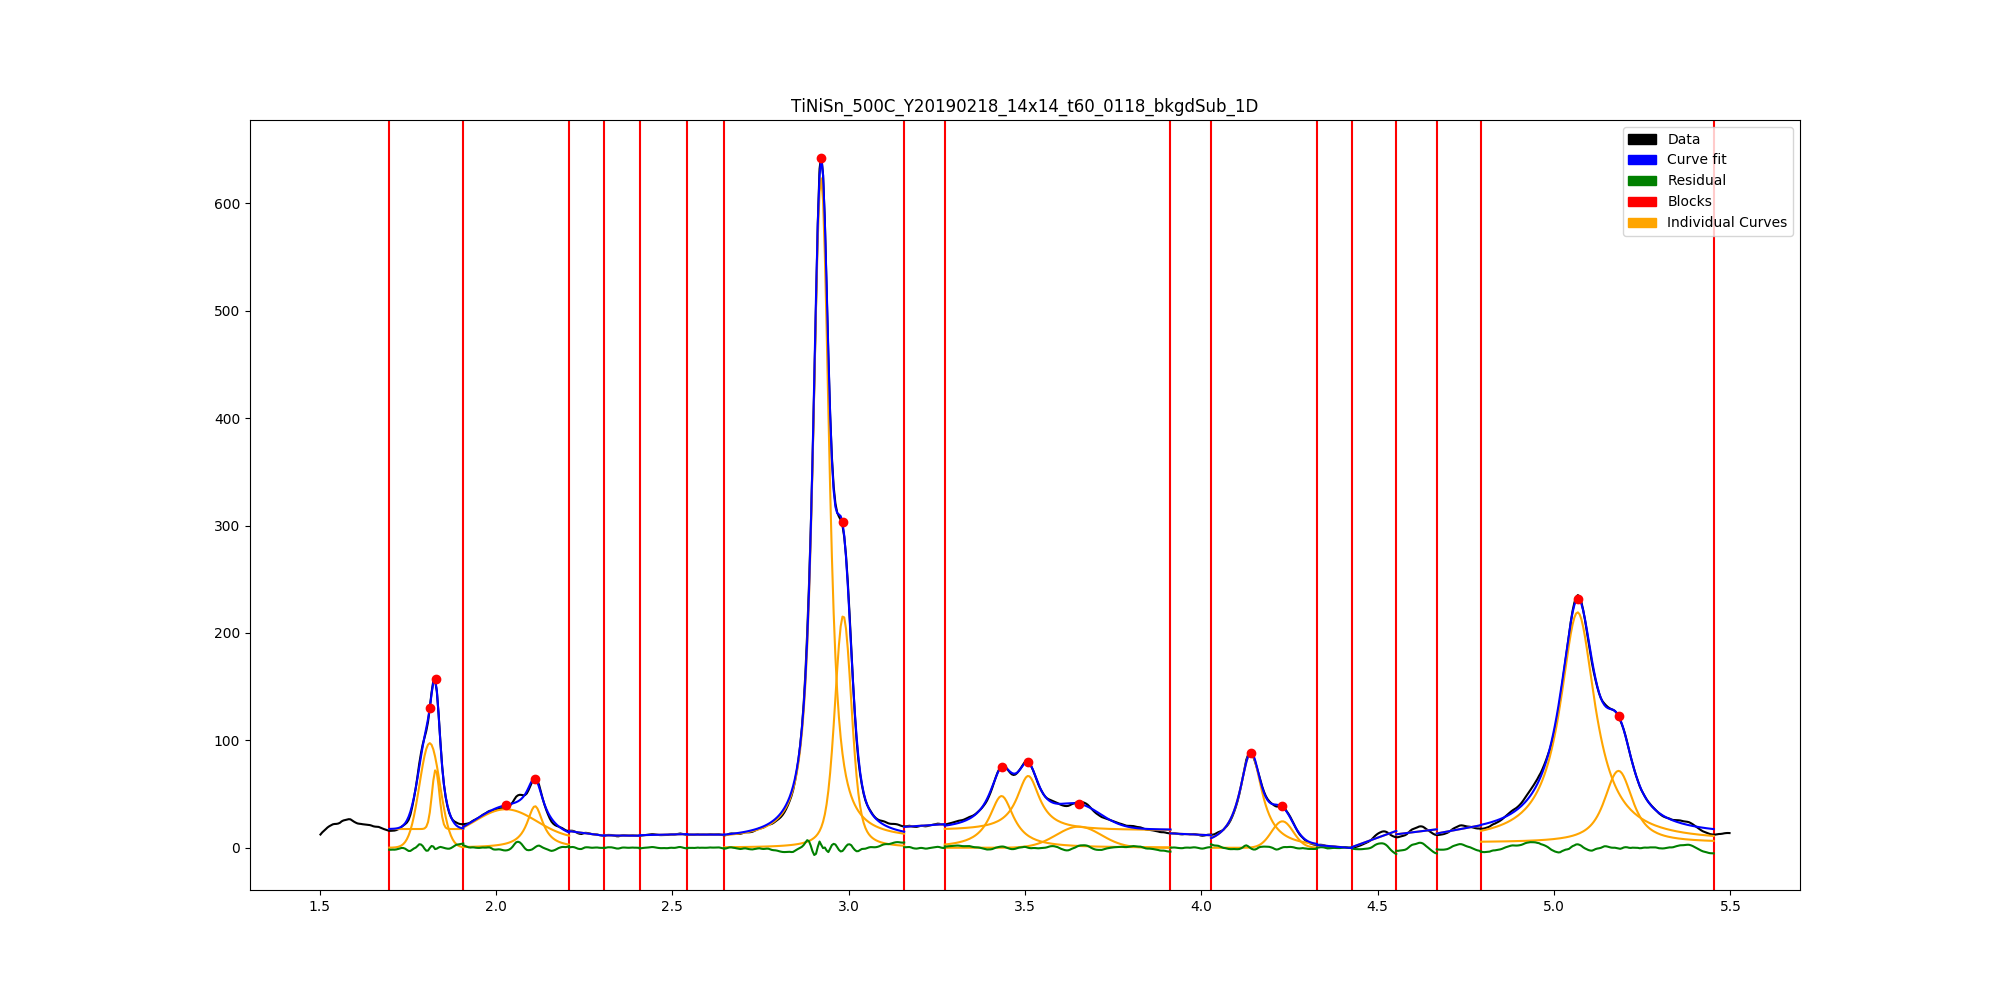 TiNiSn_500C_Y20190218_14x14_t60_0118_bkgdSub_1D
Data
Curve fit
Residual
Blocks
Individual Curves
600
500
400
300
200
100
0
1.5 2.0 2.5 3.0 3.5 4.0 4.5 5.0 5.5